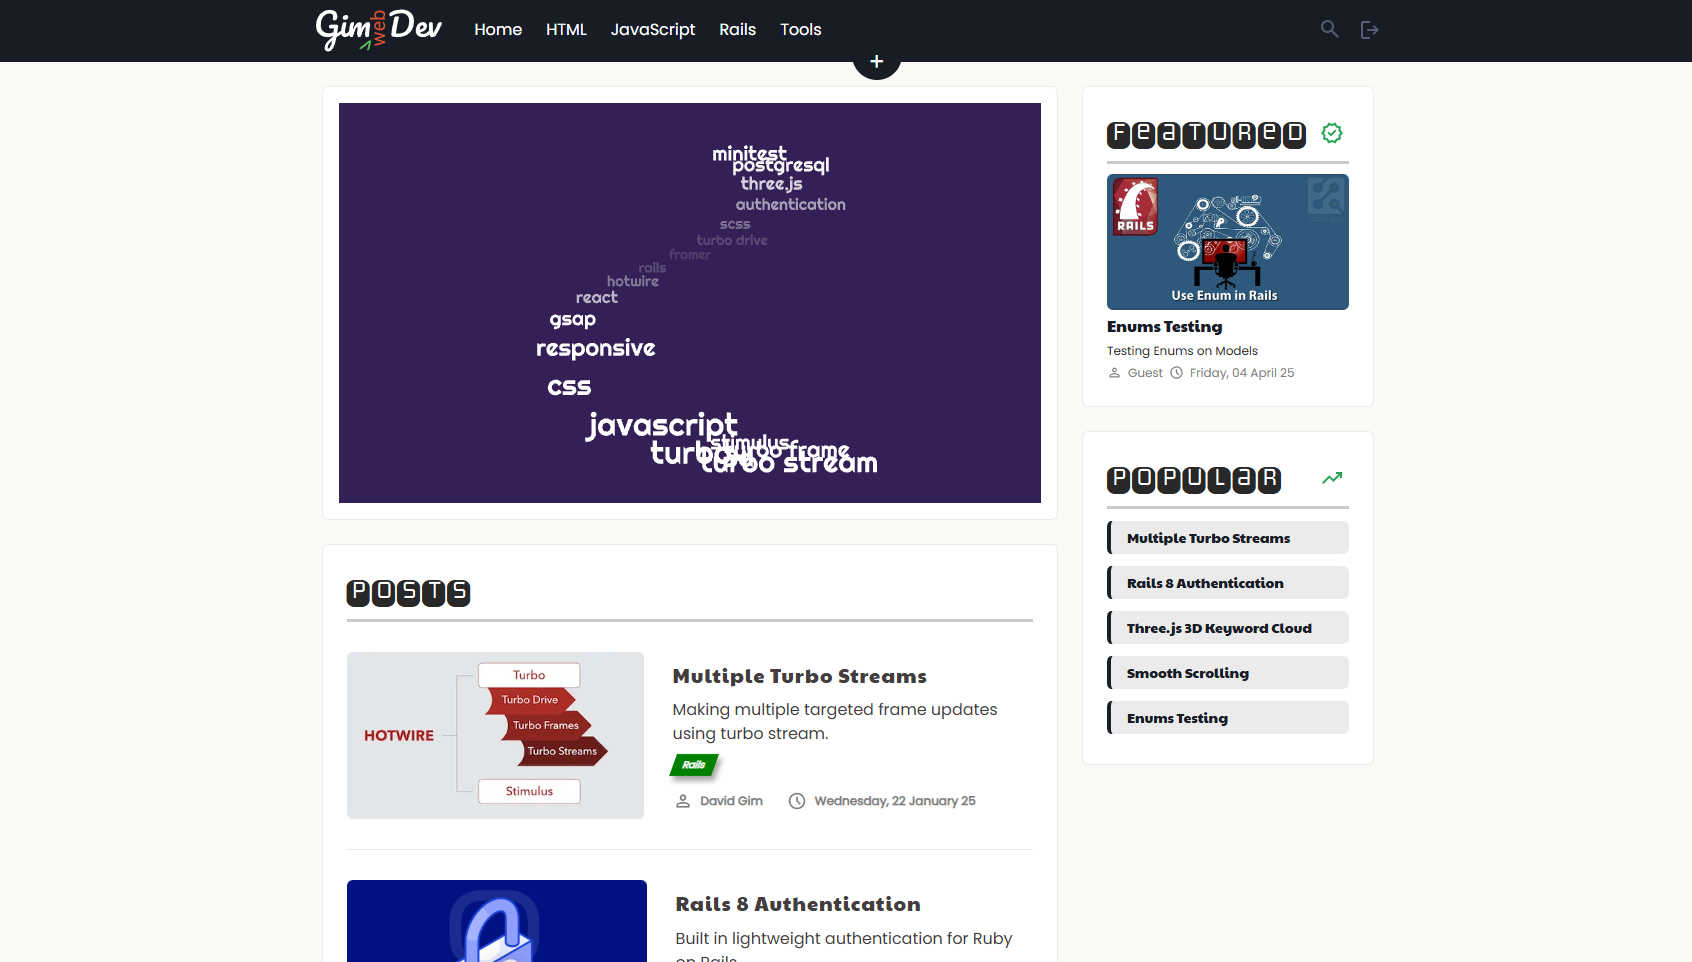 Gim web Dev
Home HTML JavaScript Rails Tools
+
minitest
postgresql
three.js
authentication
scss
turbo drive
framer
rails
hotwire
react
gsap
responsive
css
javascript
stimulus
turbo frame
turbo stream
POSTS
HOTWIRE
Turbo
Turbo Drive
Turbo Frames
Turbo Streams
Stimulus
Multiple Turbo Streams
Making multiple targeted frame updates
using turbo stream.
Rails
David Gim Wednesday, 22 January 25
Rails 8 Authentication
Built in lightweight authentication for Ruby
on Rails
FeaTUReD
RAILS
Use Enum in Rails
Enums Testing
Testing Enums on Models
Guest Friday, 04 April 25
POPULaR
Multiple Turbo Streams
Rails 8 Authentication
Three.js 3D Keyword Cloud
Smooth Scrolling
Enums Testing